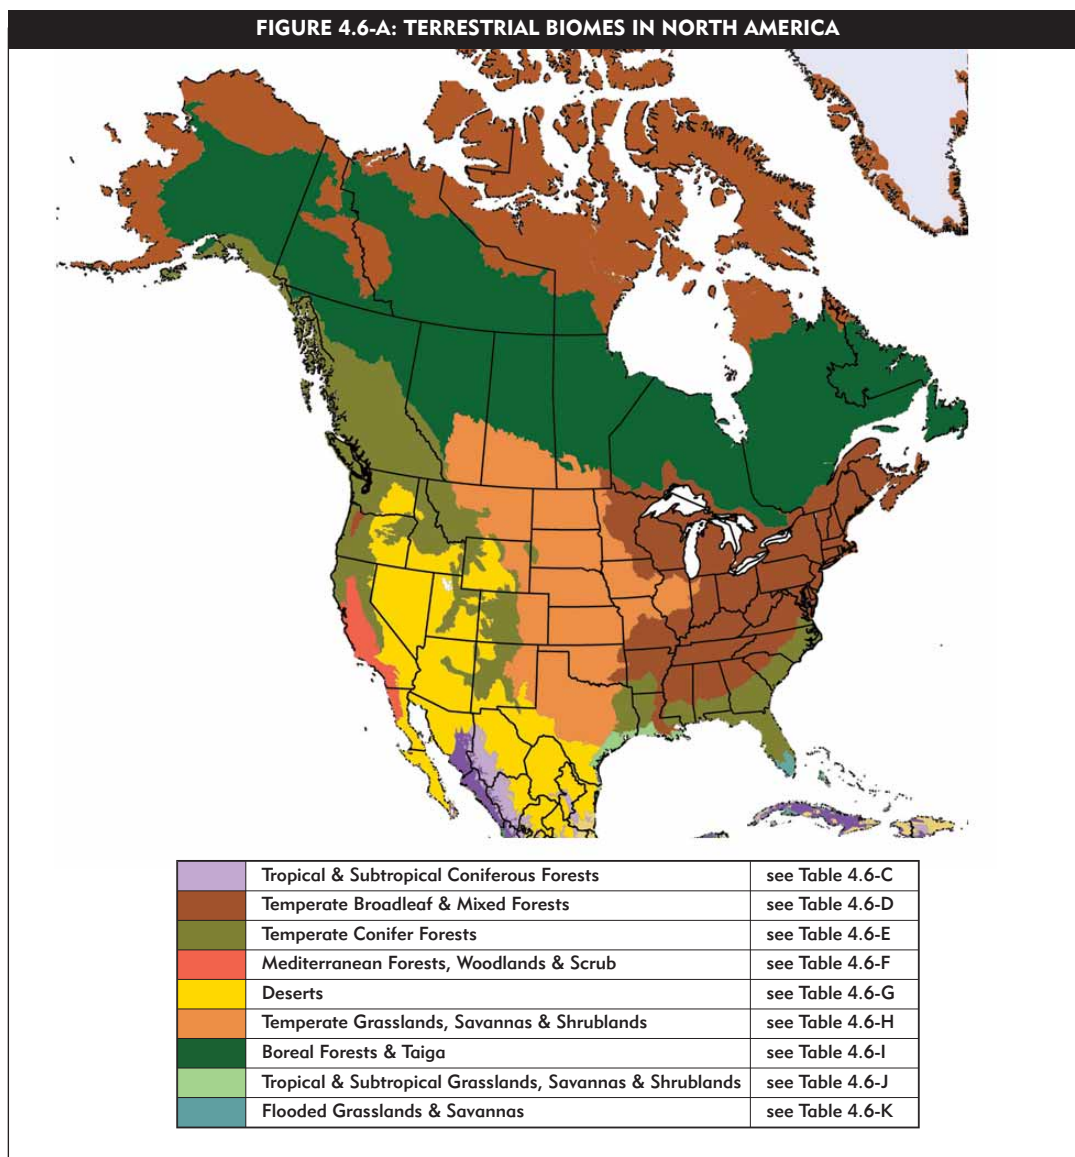 FIGURE 4.6-A: TERRESTRIAL BIOMES IN NORTH AMERICA
Tropical & Subtropical Coniferous Forests see Table 4.6-C
Temperate Broadleaf & Mixed Forests see Table 4.6-D
Temperate Conifer Forests see Table 4.6-E
Mediterranean Forests, Woodlands & Scrub see Table 4.6-F
Deserts see Table 4.6-G
Temperate Grasslands, Savannas & Shrublands see Table 4.6-H
Boreal Forests & Taiga see Table 4.6-I
Tropical & Subtropical Grasslands, Savannas & Shrublands see Table 4.6-J
Flooded Grasslands & Savannas see Table 4.6-K